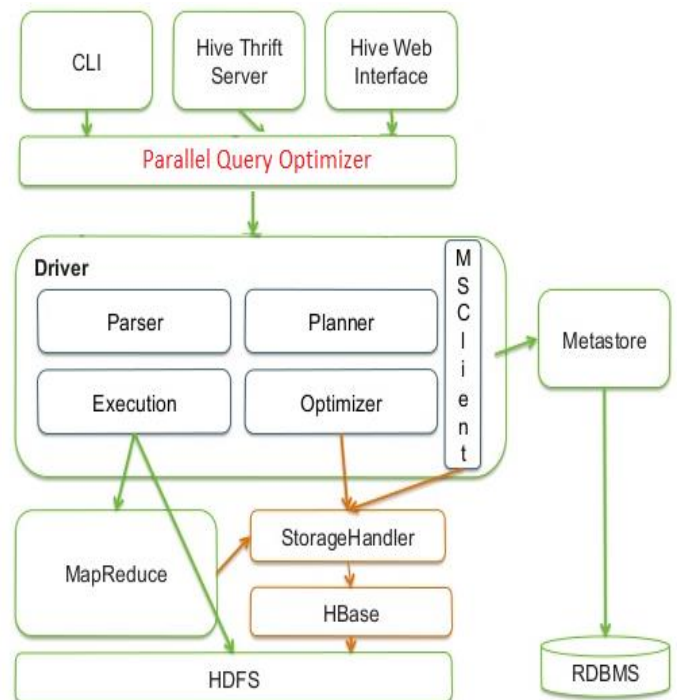 CLI
Hive Thrift
Server
Hive Web
Interface
Parallel Query Optimizer
Driver
MSClient
Parser
Planner
Metastore
Execution
Optimizer
StorageHandler
MapReduce
HBase
HDFS
RDBMS